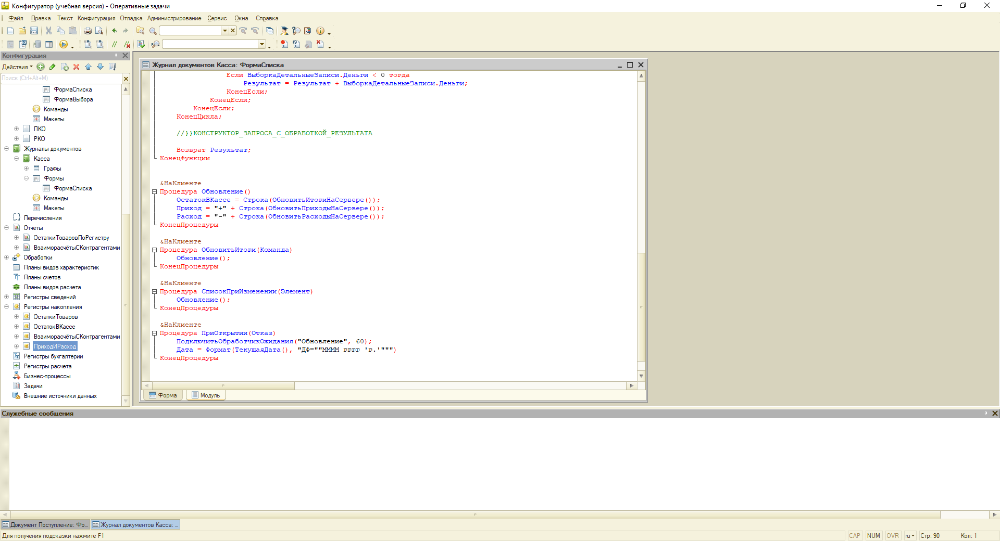 Конфигуратор (учебная версия) - Оперативные задачи
Файл Правка Текст Конфигурация Отладка Администрирование Сервис Окна Справка
Конфигурация
Действия
Поиск (Ctrl+Alt+M)
ФормаСписка
ФормаВыбора
Команды
Макеты
ПКО
РКО
Журналы документов
Касса
Графы
Формы
ФормаСписка
Команды
Макеты
Перечисления
Отчеты
ОстаткиТоваровПоРегистру
ВзаиморасчётыСКонтрагентами
Обработки
Планы видов характеристик
Планы счетов
Планы видов расчета
Регистры сведений
Регистры накопления
ОстаткиТоваров
ОстатокВКассе
ВзаиморасчётыСКонтрагентами
ПриходИРасход
Регистры бухгалтерии
Регистры расчета
Бизнес-процессы
Задачи
Внешние источники данных
Журнал документов Касса: ФормаСписка
Если ВыборкаДетальныеЗаписи.Деньги < 0 тогда
Результат = Результат + ВыборкаДетальныеЗаписи.Деньги;
КонецЕсли;
КонецЕсли;
КонецЕсли;
КонецЦикла;
//}}КОНСТРУКТОР_ЗАПРОСА_С_ОБРАБОТКОЙ_РЕЗУЛЬТАТА
Возврат Результат;
КонецФункции
&НаКлиенте
Процедура Обновление()
ОстатокВКассе = Строка(ОбновитьИтогиНаСервере());
Приход = "+" + Строка(ОбновитьПриходыНаСервере());
Расход = "-" + Строка(ОбновитьРасходыНаСервере());
КонецПроцедуры
&НаКлиенте
Процедура ОбновитьИтоги(Команда)
Обновление();
КонецПроцедуры
&НаКлиенте
Процедура СписокПриИзменении(Элемент)
Обновление();
КонецПроцедуры
&НаКлиенте
Процедура ПриОткрытии(Отказ)
ПодключитьОбработчикОжидания("Обновление", 60);
Дата = Формат(ТекущаяДата(), "ДФ=""ММММ гггг 'г.'""")
КонецПроцедуры
Форма Модуль
Служебные сообщения
Документ Поступление: Фо... Журнал документов Касса: ...
Для получения подсказки нажмите F1 CAP NUM OVR ru Стр: 90 Кол: 1